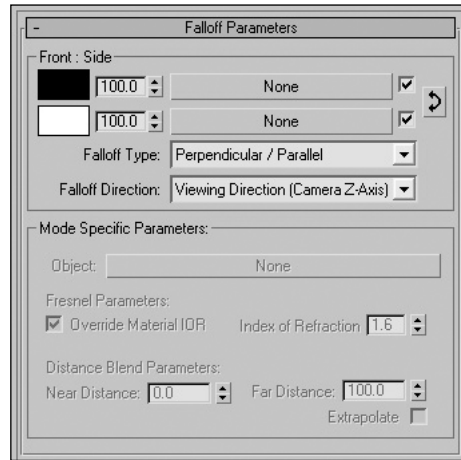 - Falloff Parameters
Front : Side
100.0 None
100.0 None
Falloff Type: Perpendicular / Parallel
Falloff Direction: Viewing Direction (Camera Z-Axis)
Mode Specific Parameters:
Object: None
Fresnel Parameters:
Override Material IOR Index of Refraction 1.6
Distance Blend Parameters:
Near Distance: 0.0 Far Distance: 100.0
Extrapolate